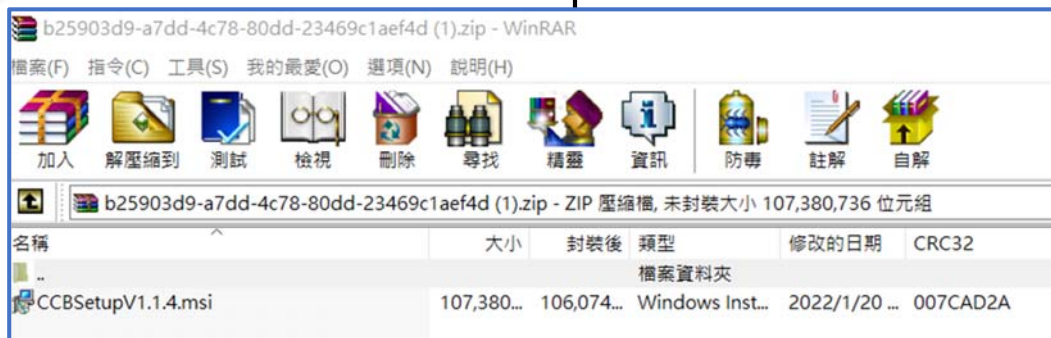 b25903d9-a7dd-4c78-80dd-23469c1aef4d (1).zip - WinRAR
檔案(F) 指令(C) 工具(S) 我的最愛(O) 選項(N) 說明(H)
加入 解壓縮到 測試 檢視 刪除 尋找 精靈 資訊 防毒 註解 自解
b25903d9-a7dd-4c78-80dd-23469c1aef4d (1).zip - ZIP 壓縮檔, 未封裝大小 107,380,736 位元組
名稱 大小 封裝後 類型 修改的日期 CRC32
.. 檔案資料夾
CCBSetupV1.1.4.msi 107,380... 106,074... Windows Inst... 2022/1/20 ... 007CAD2A